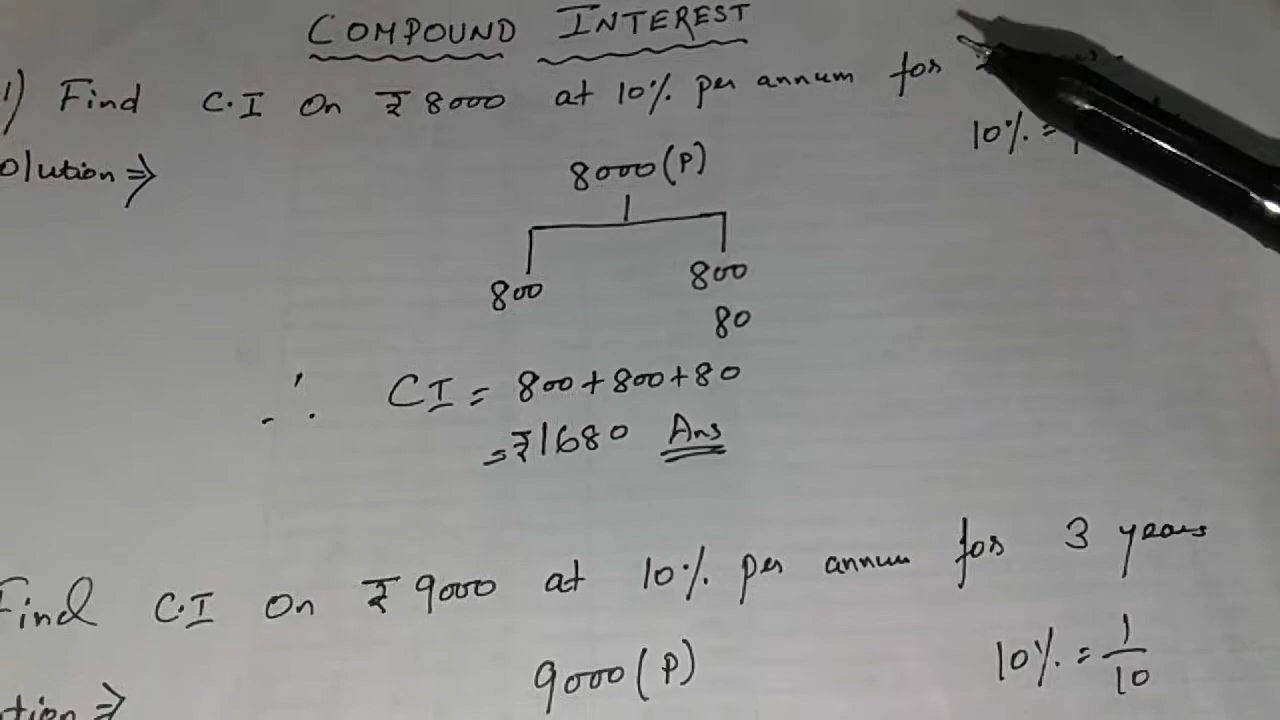 COMPOUND INTEREST
1) Find C.I On ₹ 8000 at 10% per annum for
olution ⇒
10% =
8000 (P)
800 800
80
∴ CI = 800+800+80
= ₹1680 Ans
Find C.I On ₹ 9000 at 10% per annum for 3 years
10% = 1/10
9000 (P)
tion ⇒